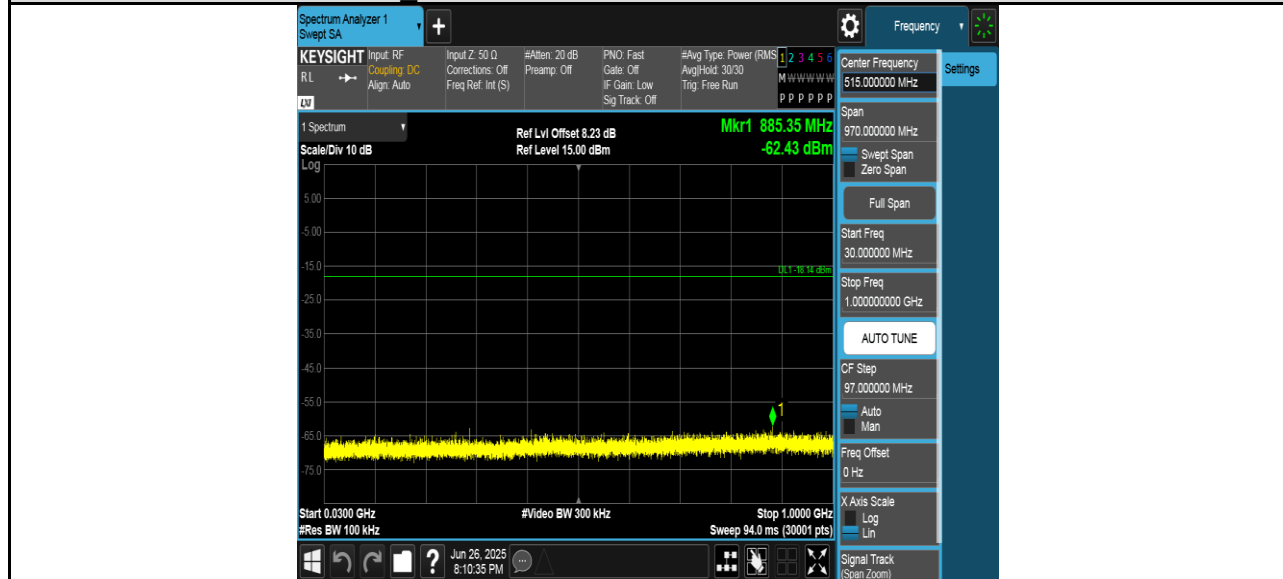 Spectrum Analyzer 1
Swept SA
+
Frequency
KEYSIGHT
RL
LXI
Input: RF
Coupling: DC
Align: Auto
Input Z: 50 Ω
Corrections: Off
Freq Ref: Int (S)
#Atten: 20 dB
Preamp: Off
PNO: Fast
Gate: Off
IF Gain: Low
Sig Track: Off
#Avg Type: Power (RMS
Avg|Hold: 30/30
Trig: Free Run
1 2 3 4 5 6
M W W W W W
P P P P P P
Center Frequency
515.000000 MHz
Settings
1 Spectrum
Scale/Div 10 dB
Ref Lvl Offset 8.23 dB
Ref Level 15.00 dBm
Mkr1 885.35 MHz
-62.43 dBm
Span
970.000000 MHz
Swept Span
Zero Span
Full Span
Start Freq
30.000000 MHz
Stop Freq
1.000000000 GHz
AUTO TUNE
CF Step
97.000000 MHz
Auto
Man
Freq Offset
0 Hz
X Axis Scale
Log
Lin
Signal Track
(Span Zoom)
Log
5.00
-5.00
-15.0
DL1 -18.14 dBm
-25.0
-35.0
-45.0
-55.0
1
-65.0
-75.0
Start 0.0300 GHz
#Video BW 300 kHz
Stop 1.0000 GHz
#Res BW 100 kHz
Sweep 94.0 ms (30001 pts)
?
Jun 26, 2025
8:10:35 PM